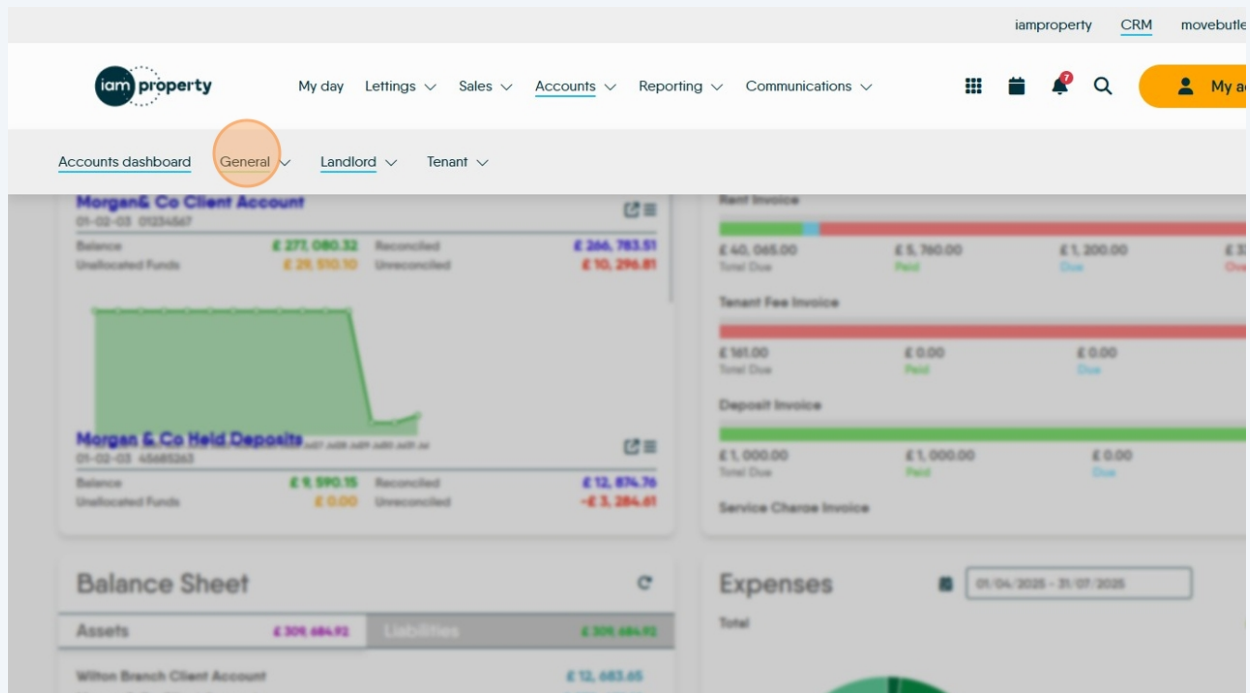 iamproperty CRM movebutle
iam property My day Lettings Sales Accounts Reporting Communications 7 My a
Accounts dashboard General Landlord Tenant
Morgan& Co Client Account
01-02-03 01234567
Balance £ 277, 080.32 Reconciled £ 266, 783.51
Unallocated Funds £ 29, 510.10 Unreconciled £ 10, 296.81
Morgan & Co Held Deposits
01-02-03 45685263
Balance £ 9, 590.15 Reconciled £ 12, 874.76
Unallocated Funds £ 0.00 Unreconciled -£ 3, 284.61
Rent Invoice
£ 40, 065.00 £ 5, 760.00 £ 1, 200.00
Total Due Paid Due
Tenant Fee Invoice
£ 161.00 £ 0.00 £ 0.00
Total Due Paid Due
Deposit Invoice
£ 1, 000.00 £ 1, 000.00 £ 0.00
Total Due Paid Due
Service Charge Invoice
Balance Sheet
Assets £ 309, 684.92 Liabilities £ 309, 684.92
Wilton Branch Client Account £ 12, 683.65
Expenses 01/04/2025 - 31/07/2025
Total